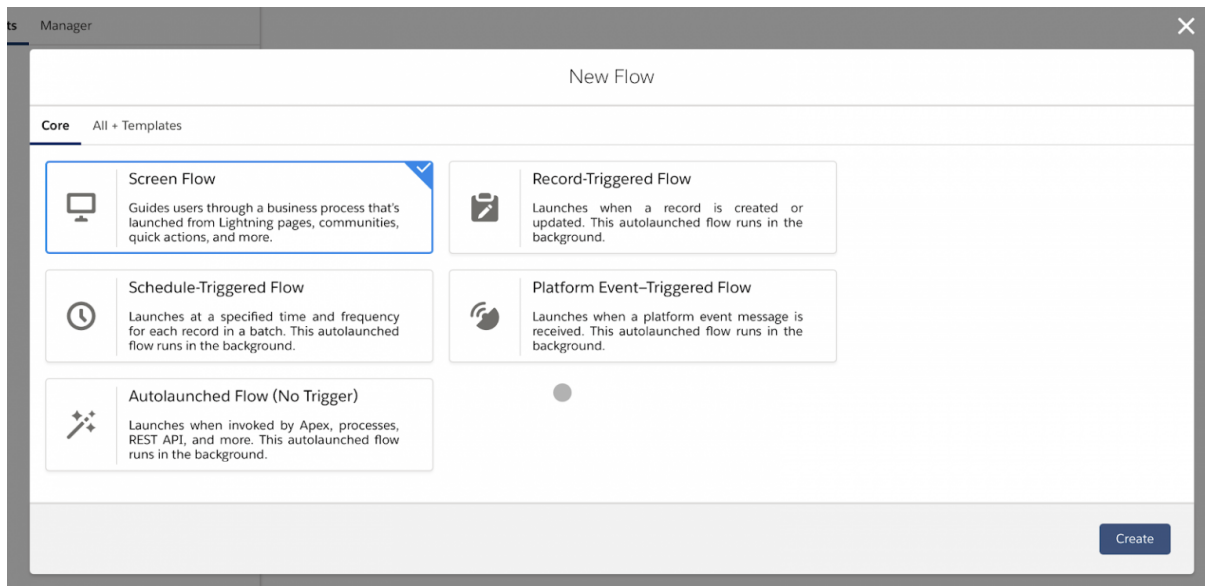 ts Manager
New Flow
Core All + Templates
Screen Flow
Guides users through a business process that's
launched from Lightning pages, communities,
quick actions, and more.
Record-Triggered Flow
Launches when a record is created or
updated. This autolaunched flow runs in the
background.
Schedule-Triggered Flow
Launches at a specified time and frequency
for each record in a batch. This autolaunched
flow runs in the background.
Platform Event–Triggered Flow
Launches when a platform event message is
received. This autolaunched flow runs in the
background.
Autolaunched Flow (No Trigger)
Launches when invoked by Apex, processes,
REST API, and more. This autolaunched flow
runs in the background.
Create